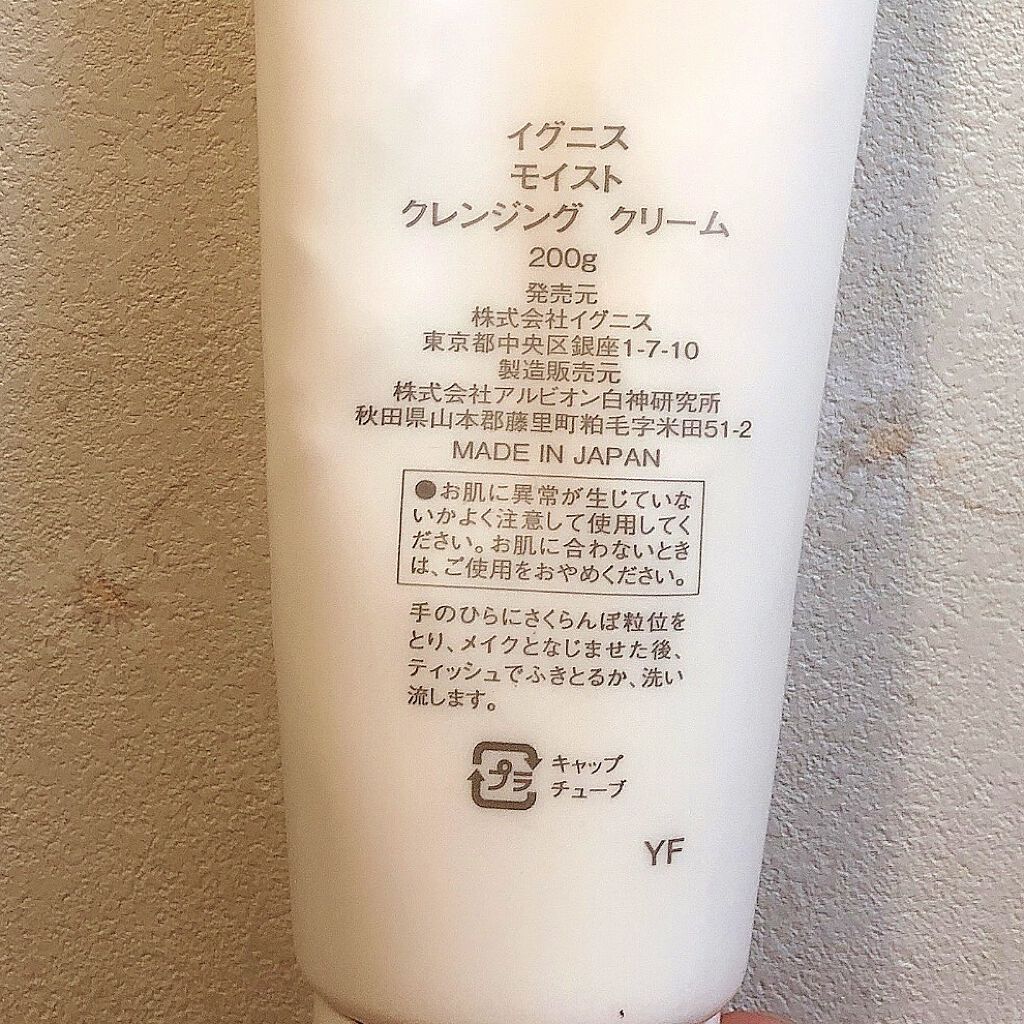 イグニス
モイスト
クレンジング クリーム
200g
発売元
株式会社イグニス
東京都中央区銀座1-7-10
製造販売元
株式会社アルビオン白神研究所
秋田県山本郡藤里町粕毛字米田51-2
MADE IN JAPAN
●お肌に異常が生じていな
いかよく注意して使用してく
ださい。お肌に合わないとき
は、ご使用をおやめください。
手のひらにさくらんぼ粒位を
とり、メイクとなじませた後、
ティッシュでふきとるか、洗い
流します。
プラ
キャップ
チューブ
YF